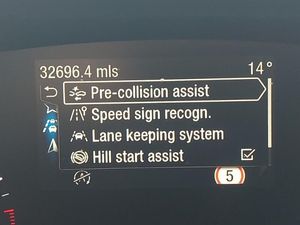 32696.4 mls
14°
Pre-collision assist
Speed sign recogn.
Lane keeping system
Hill start assist
5